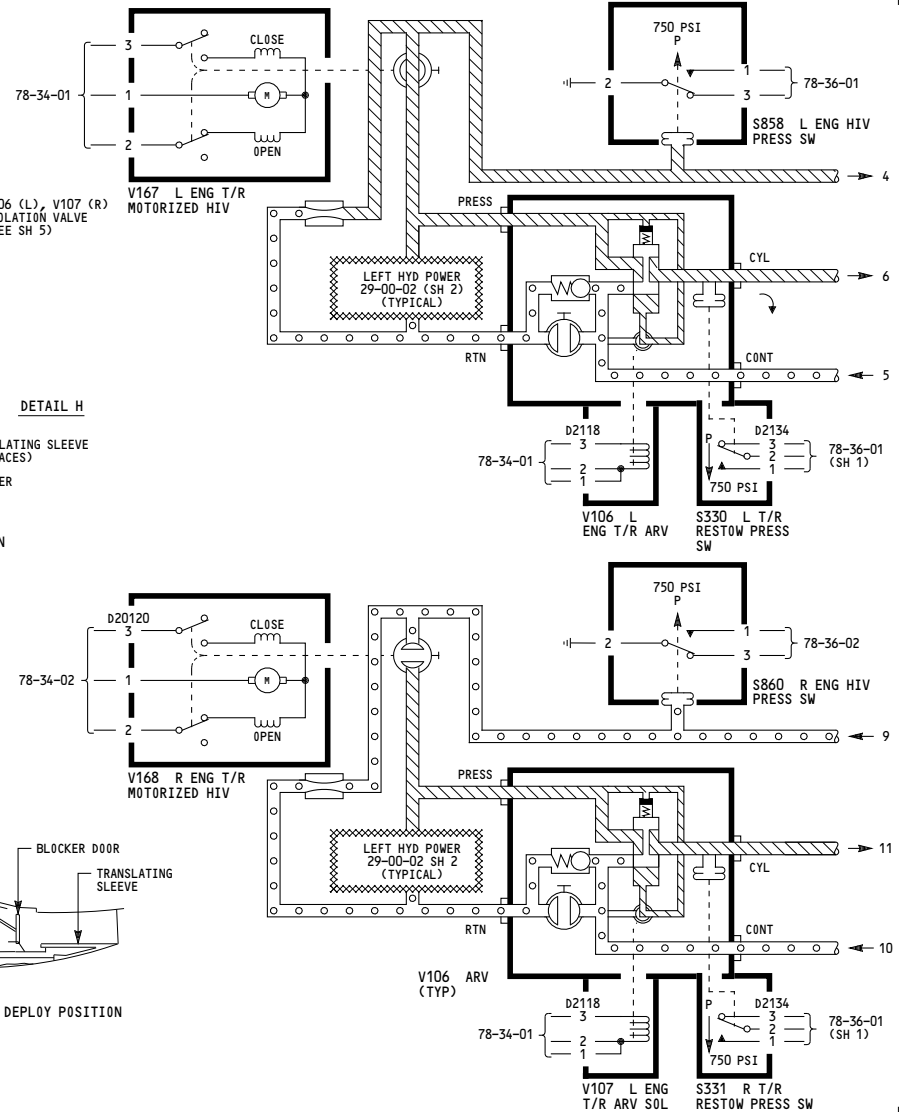 3
CLOSE
78-34-01
1
M
2
OPEN
V167 L ENG T/R
MOTORIZED HIV
750 PSI
P
2
1
3
78-36-01
S858 L ENG HIV
PRESS SW
4
06 (L), V107 (R)
OLATION VALVE
EE SH 5)
PRESS
LEFT HYD POWER
29-00-02 (SH 2)
(TYPICAL)
CYL
6
RTN
CONT
5
DETAIL H
LATING SLEEVE
ACES)
ER
N
D2118
3
2
1
78-34-01
V106 L
ENG T/R ARV
P
D2134
3
2
1
78-36-01
(SH 1)
750 PSI
S330 L T/R
RESTOW PRESS
SW
D20120
3
CLOSE
78-34-02
1
M
2
OPEN
V168 R ENG T/R
MOTORIZED HIV
750 PSI
P
2
1
3
78-36-02
S860 R ENG HIV
PRESS SW
9
PRESS
LEFT HYD POWER
29-00-02 SH 2
(TYPICAL)
11
CYL
RTN
CONT
10
BLOCKER DOOR
TRANSLATING
SLEEVE
DEPLOY POSITION
V106 ARV
(TYP)
D2118
3
2
1
78-34-01
V107 L ENG
T/R ARV SOL
P
D2134
3
2
1
78-36-01
(SH 1)
750 PSI
S331 R T/R
RESTOW PRESS SW